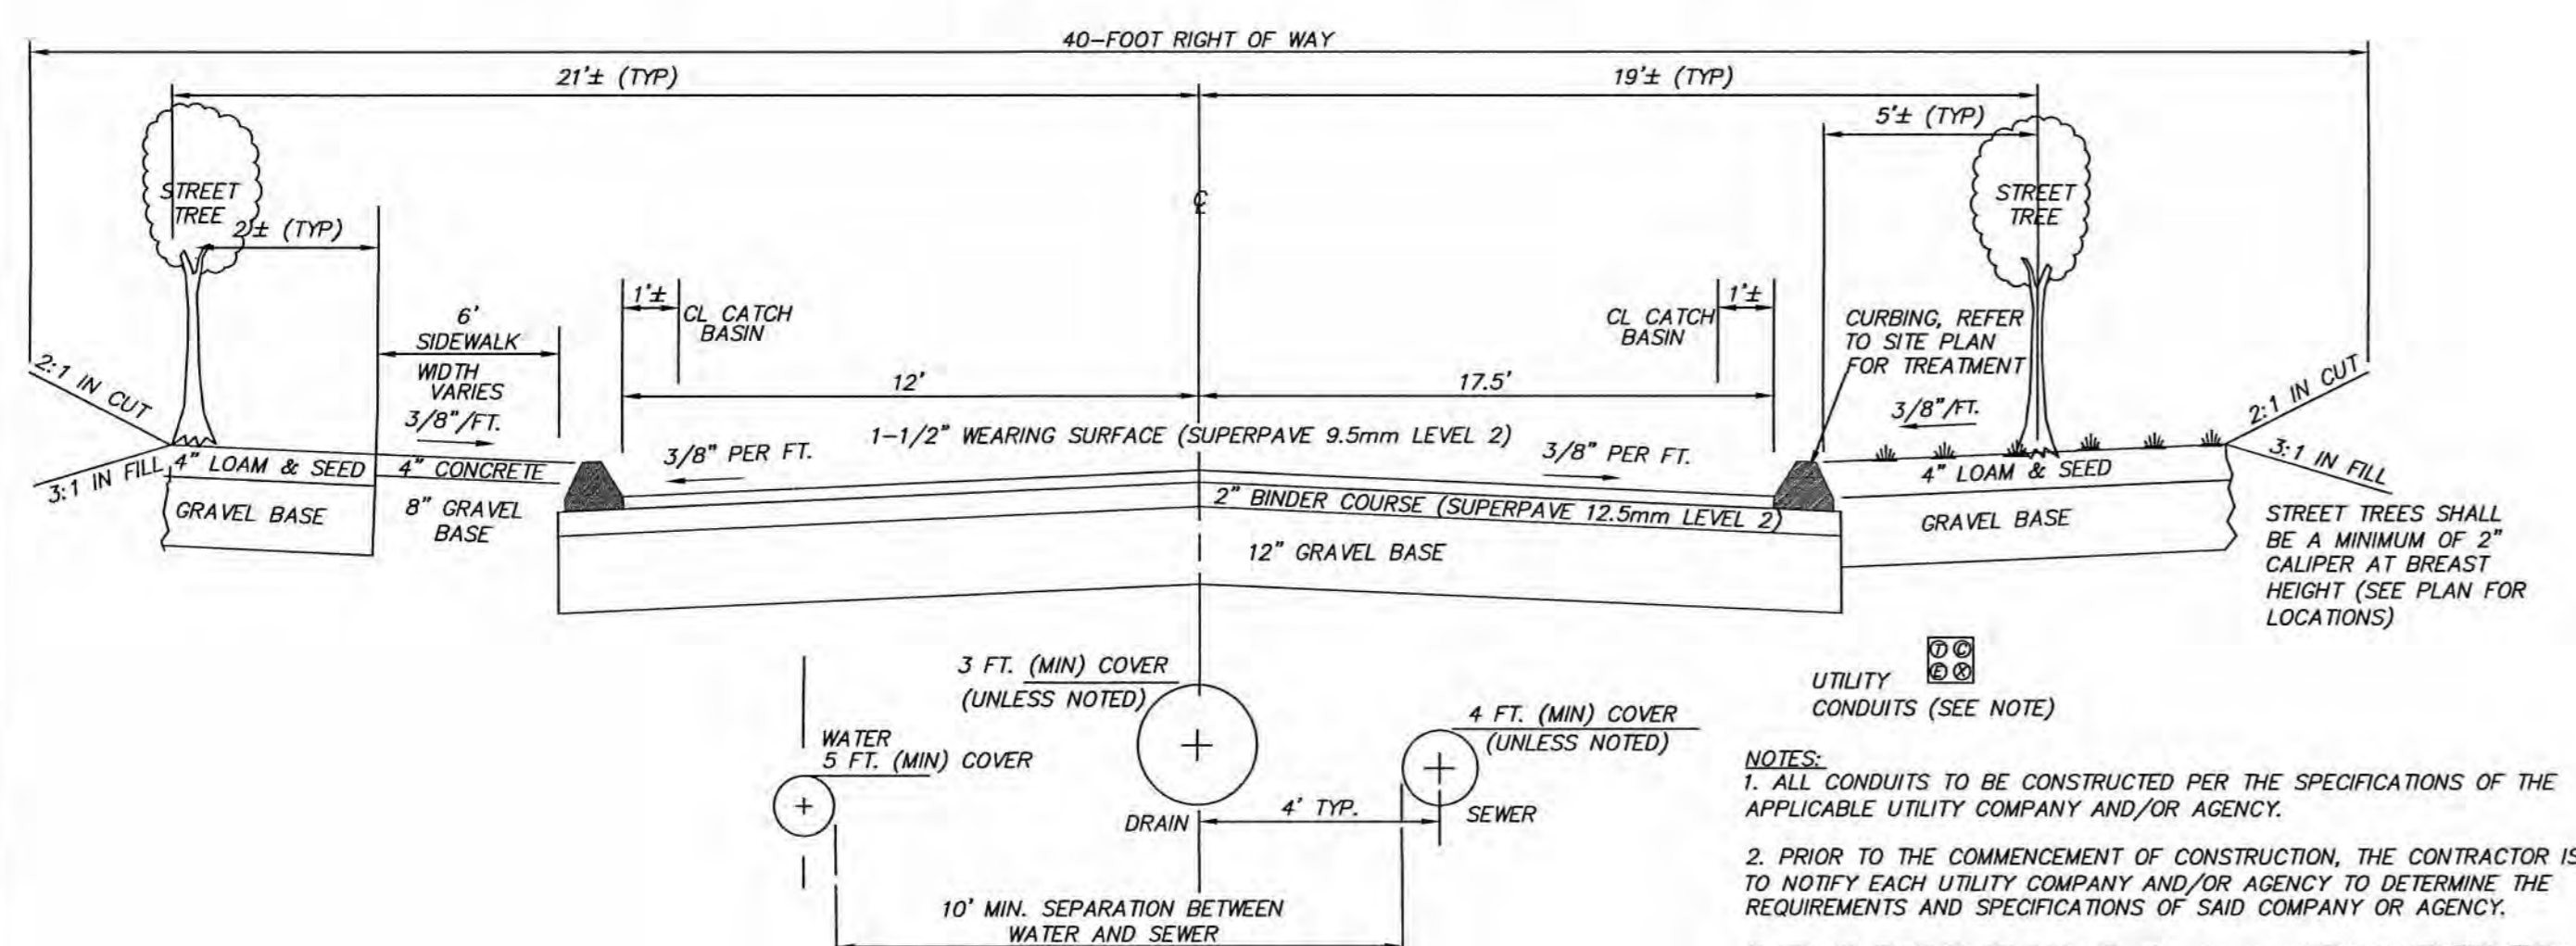 40-FOOT RIGHT OF WAY
21'± (TYP)
19'± (TYP)
5'± (TYP)
STREET
TREE
2'± (TYP)
℄
STREET
TREE
6'
SIDEWALK
WIDTH
VARIES
3/8"/FT.
1'±
CL CATCH
BASIN
1'±
CL CATCH
BASIN
CURBING, REFER
TO SITE PLAN
FOR TREATMENT
2:1 IN CUT
3:1 IN FILL
12'
17.5'
3/8"/FT.
2:1 IN CUT
3:1 IN FILL
4" LOAM & SEED
4" CONCRETE
3/8" PER FT.
1-1/2" WEARING SURFACE (SUPERPAVE 9.5mm LEVEL 2)
3/8" PER FT.
4" LOAM & SEED
GRAVEL BASE
8" GRAVEL
BASE
2" BINDER COURSE (SUPERPAVE 12.5mm LEVEL 2)
12" GRAVEL BASE
GRAVEL BASE
STREET TREES SHALL
BE A MINIMUM OF 2"
CALIPER AT BREAST
HEIGHT (SEE PLAN FOR
LOCATIONS)
3 FT. (MIN) COVER
(UNLESS NOTED)
WATER
5 FT. (MIN) COVER
4 FT. (MIN) COVER
(UNLESS NOTED)
T C
E X
UTILITY
CONDUITS (SEE NOTE)
DRAIN
4' TYP.
SEWER
10' MIN. SEPARATION BETWEEN
WATER AND SEWER
NOTES:
1. ALL CONDUITS TO BE CONSTRUCTED PER THE SPECIFICATIONS OF THE
APPLICABLE UTILITY COMPANY AND/OR AGENCY.
2. PRIOR TO THE COMMENCEMENT OF CONSTRUCTION, THE CONTRACTOR IS
TO NOTIFY EACH UTILITY COMPANY AND/OR AGENCY TO DETERMINE THE
REQUIREMENTS AND SPECIFICATIONS OF SAID COMPANY OR AGENCY.